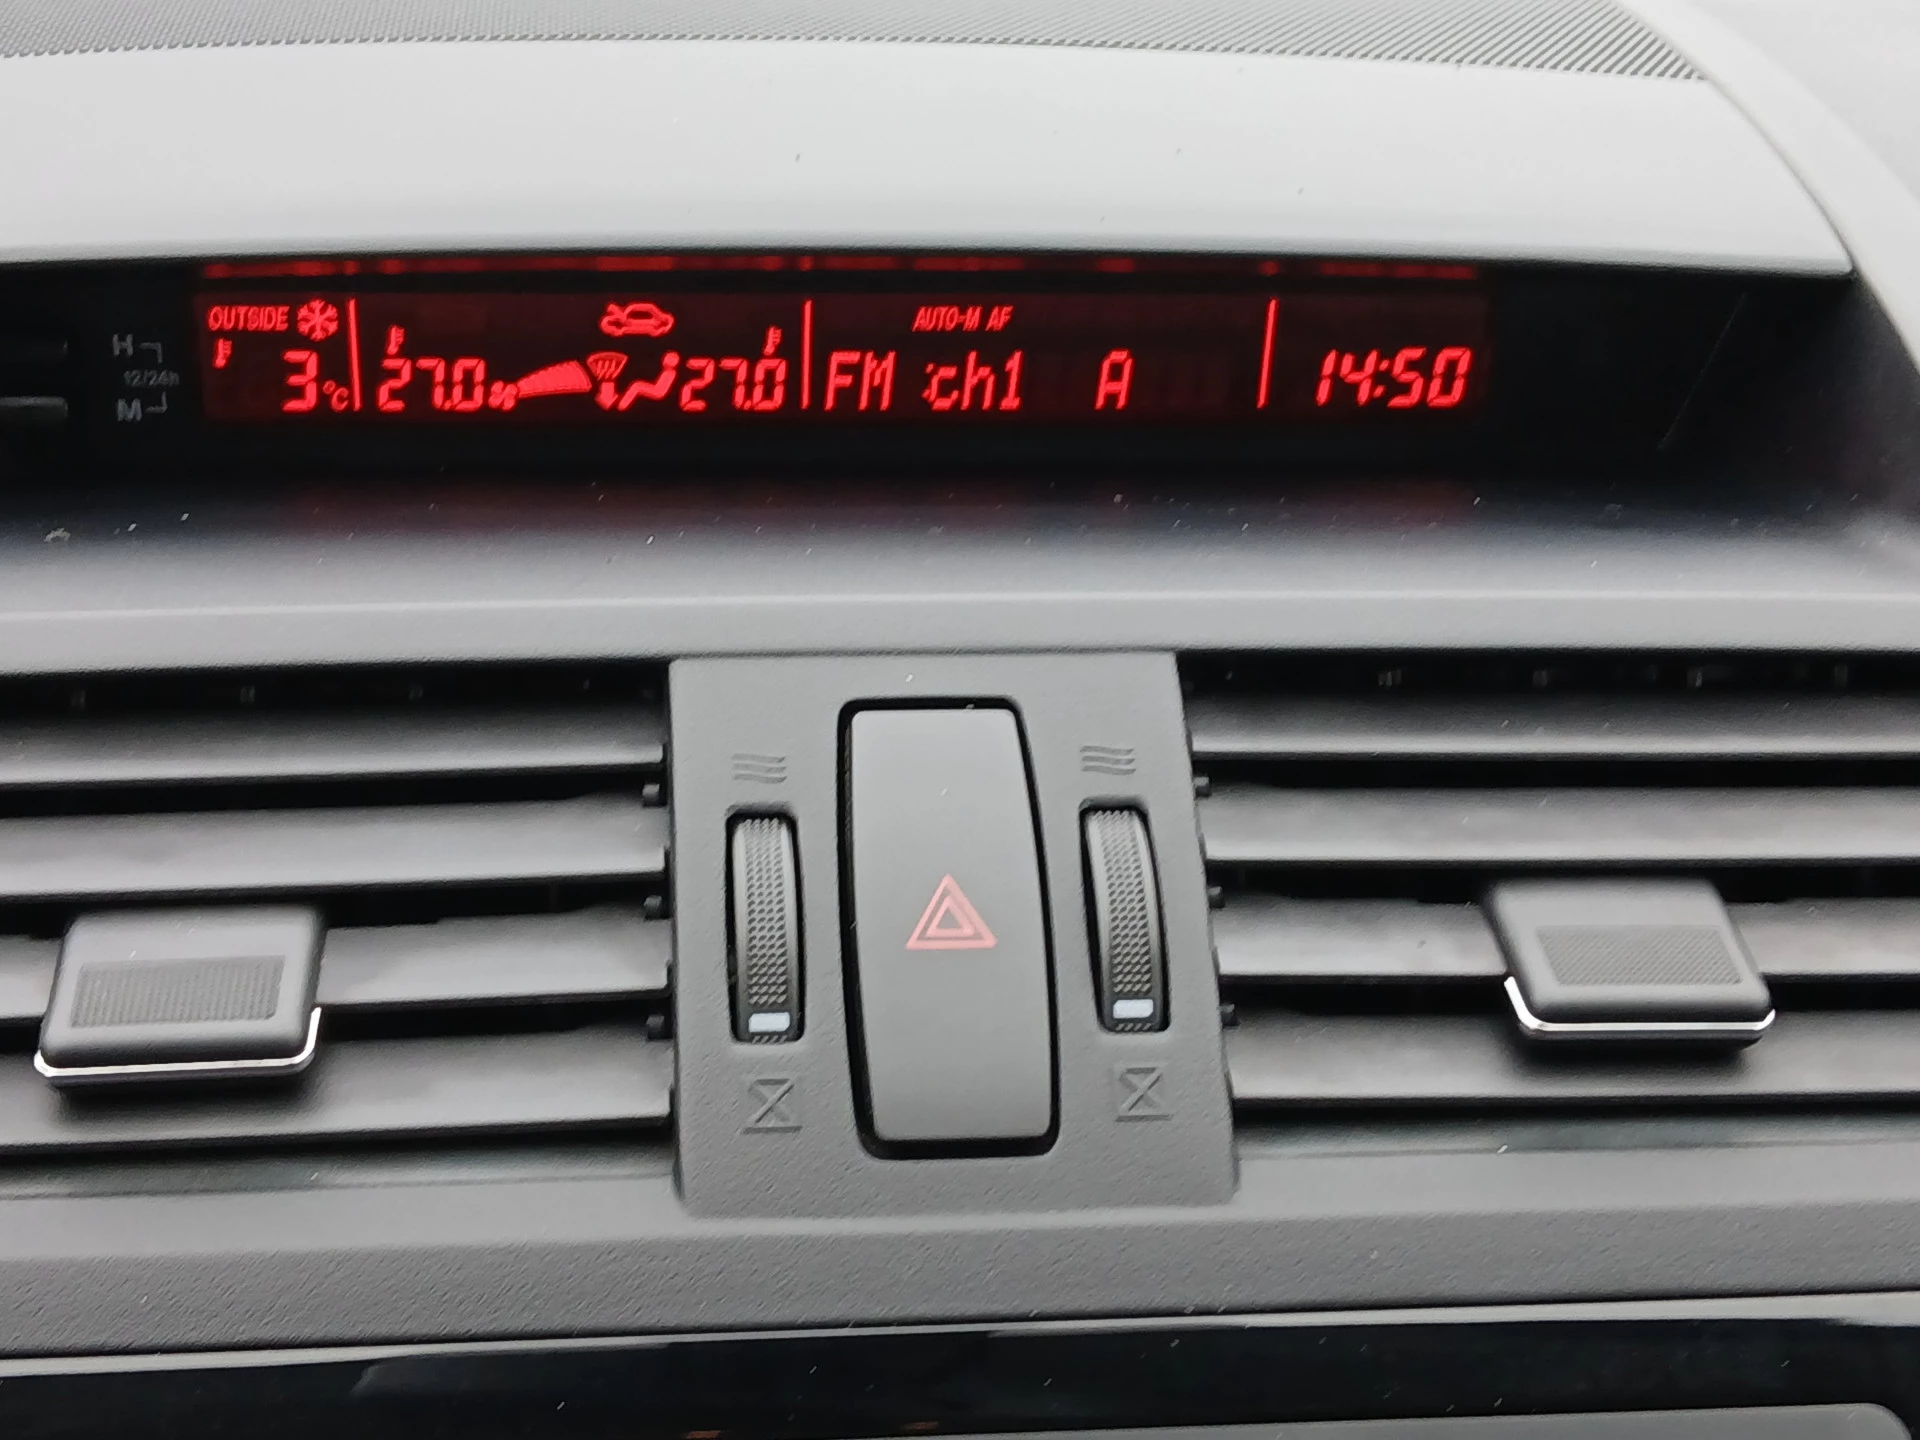 OUTSIDE AUTO-M AF
H
12/24h
M
3°C 27.0 27.0 FM ch1 A 14:50